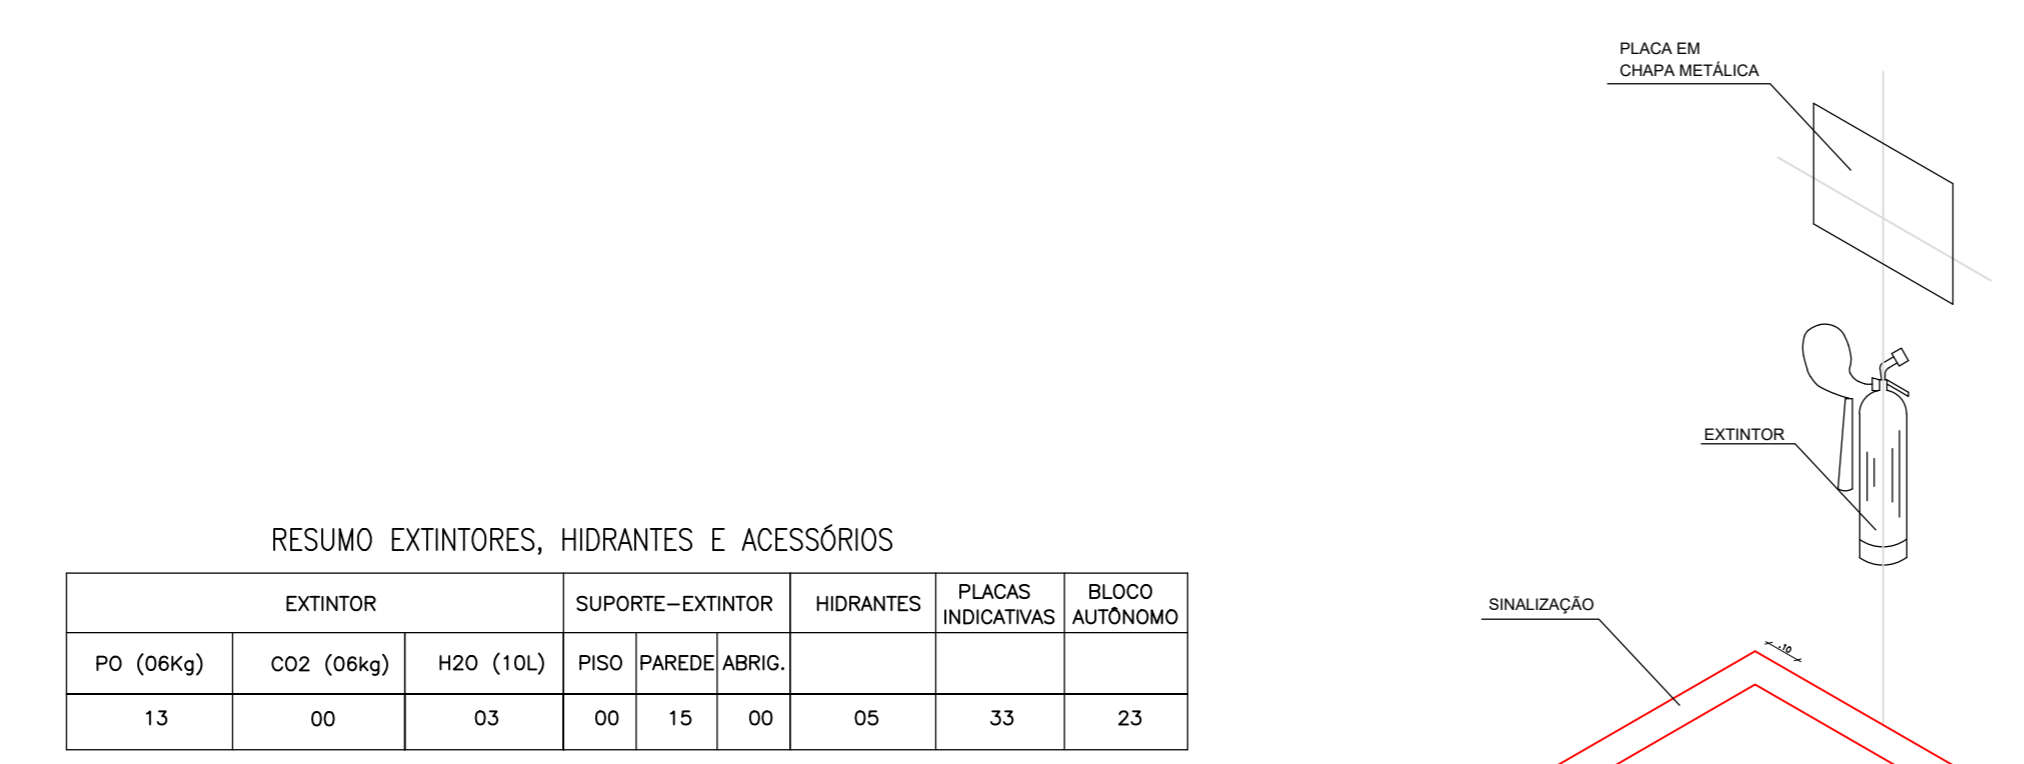 PLACA EM
CHAPA METÁLICA
EXTINTOR
SINALIZAÇÃO
.10
RESUMO EXTINTORES, HIDRANTES E ACESSÓRIOS
EXTINTOR SUPORTE-EXTINTOR HIDRANTES PLACAS INDICATIVAS BLOCO AUTÔNOMO
PO (06Kg) CO2 (06kg) H2O (10L) PISO PAREDE ABRIG.
13 00 03 00 15 00 05 33 23